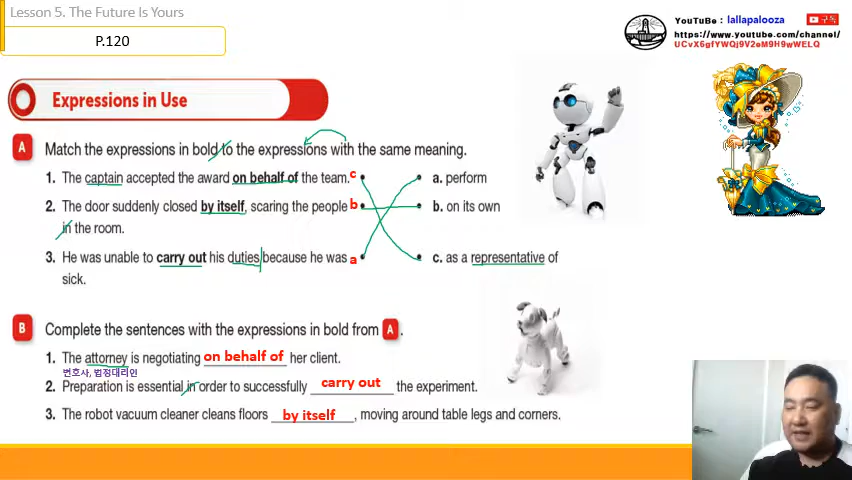 Lesson 5. The Future Is Yours
P.120
YouTuBe : lallapalooza 구독
https://www.youtube.com/channel/
UCvX6gfYWQj9V2eM9H9wWELQ
Expressions in Use
A Match the expressions in bold to the expressions with the same meaning.
1. The captain accepted the award on behalf of the team. c
a. perform
2. The door suddenly closed by itself, scaring the people b
b. on its own
in the room.
3. He was unable to carry out his duties because he was a
c. as a representative of
sick.
B Complete the sentences with the expressions in bold from A.
1. The attorney is negotiating on behalf of her client.
변호사, 법정대리인
2. Preparation is essential in order to successfully carry out the experiment.
3. The robot vacuum cleaner cleans floors by itself, moving around table legs and corners.